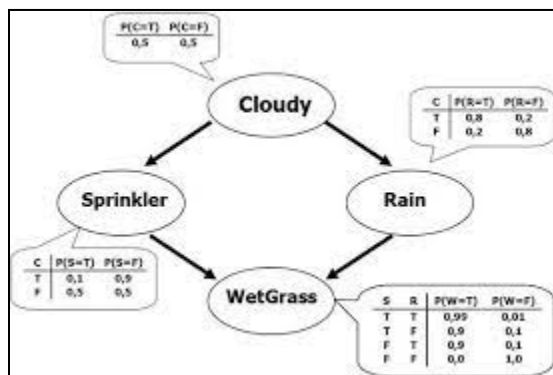 P(C=T) P(C=F)
0,5 0,5
Cloudy
C P(R=T) P(R=F)
T 0,8 0,2
F 0,2 0,8
Sprinkler
Rain
C P(S=T) P(S=F)
T 0,1 0,9
F 0,5 0,5
WetGrass
S R P(W=T) P(W=F)
T T 0,99 0,01
T F 0,9 0,1
F T 0,9 0,1
F F 0,0 1,0